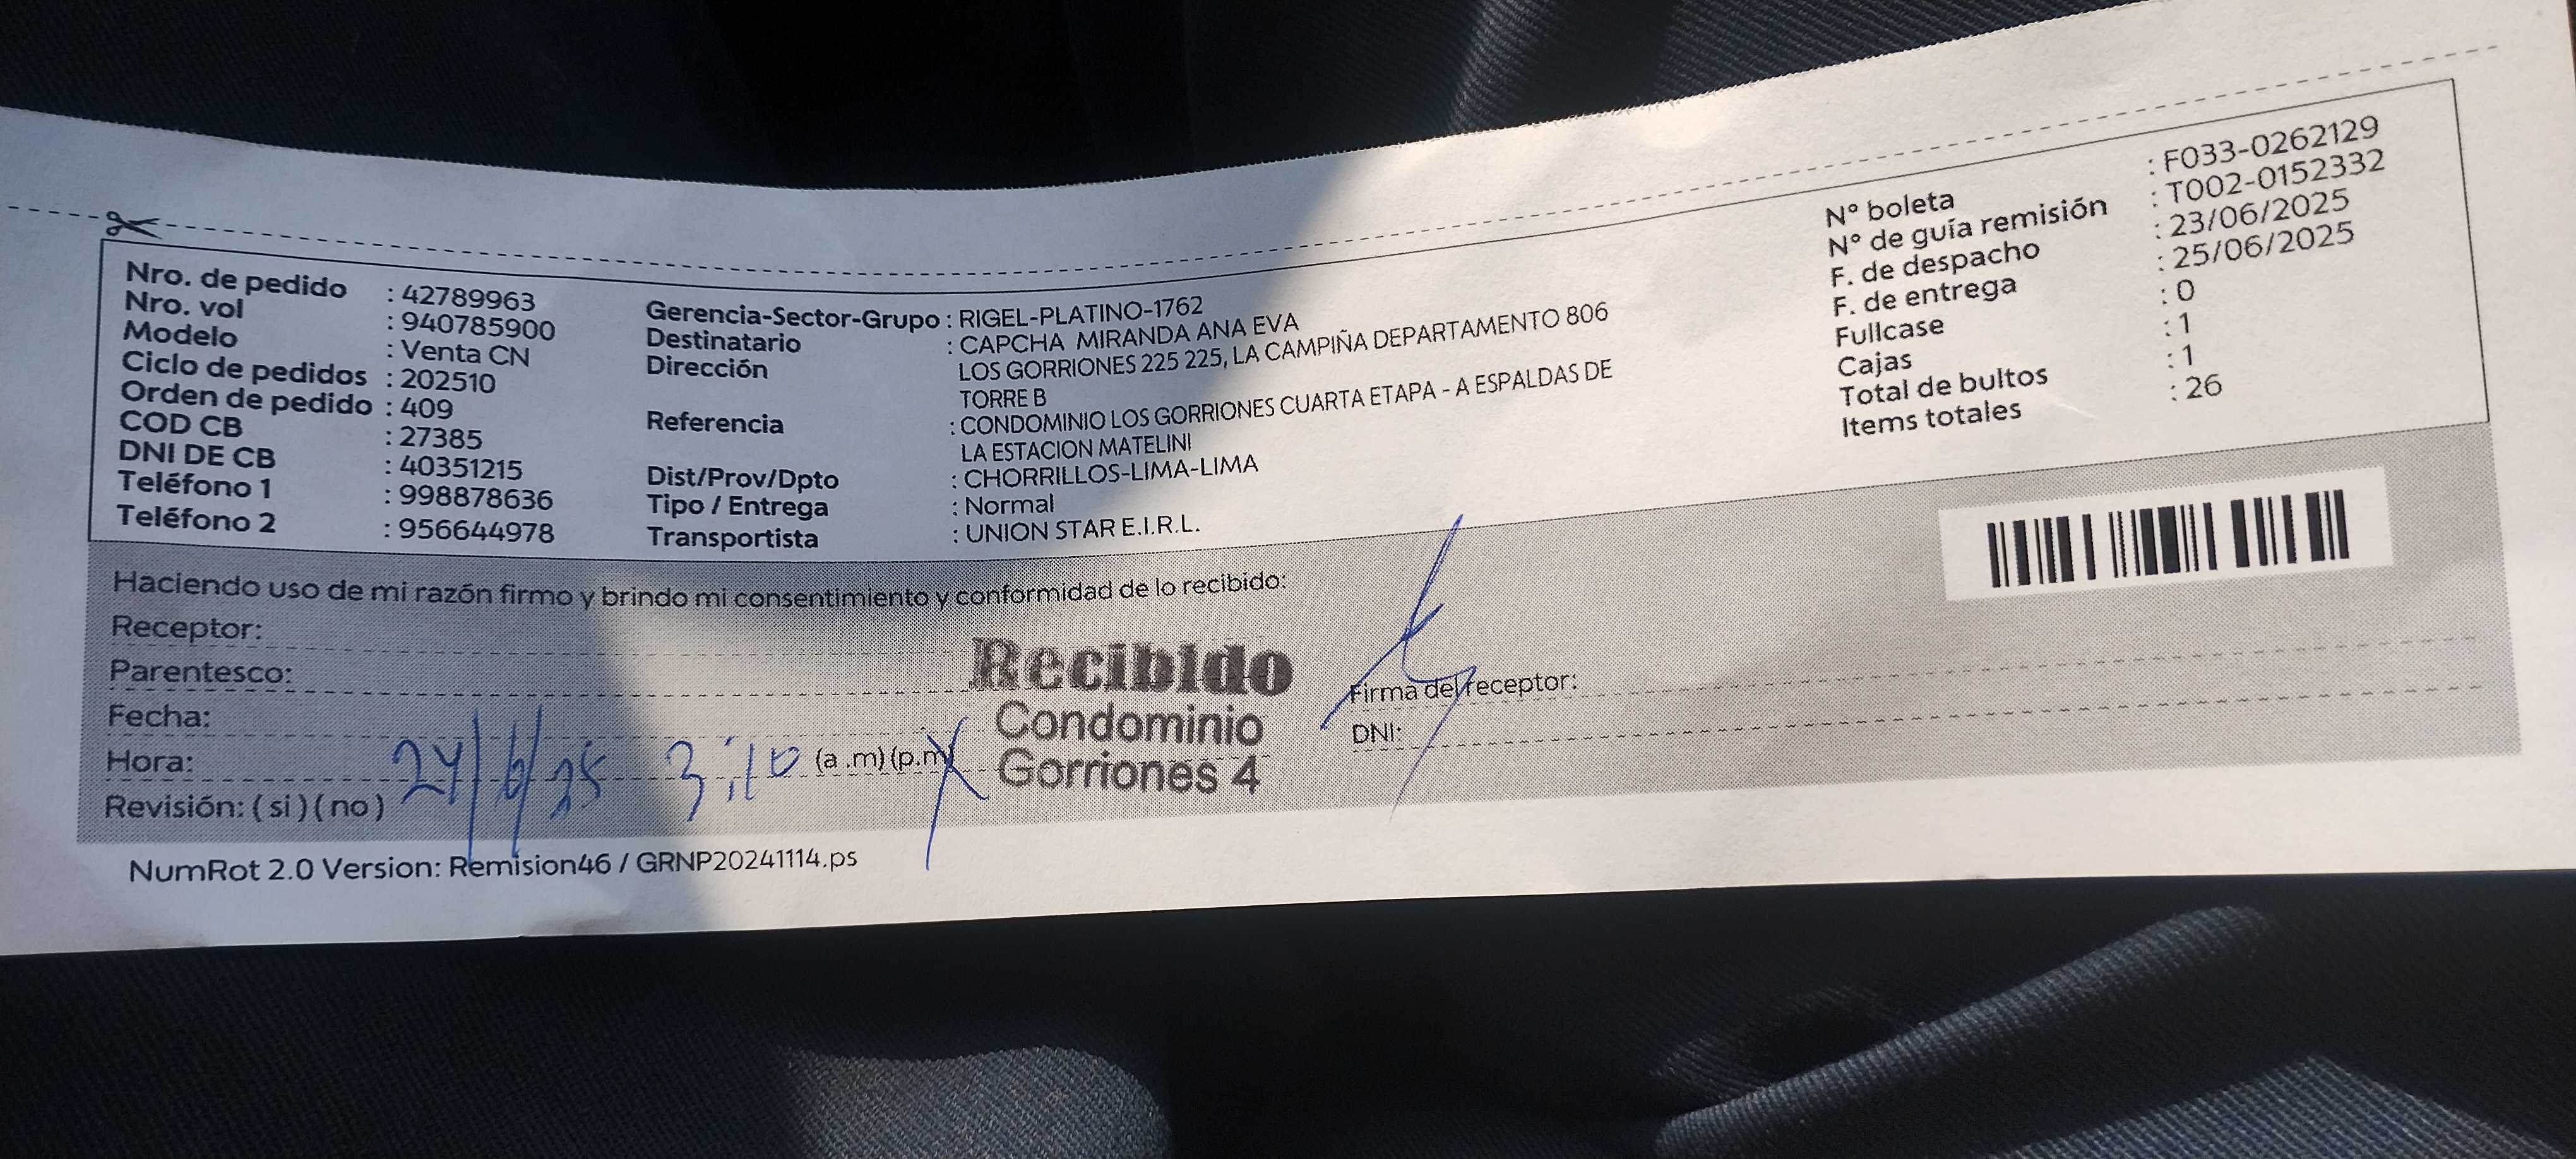 Nro. de pedido : 42789963
Nro. vol : 940785900
Modelo : Venta CN
Ciclo de pedidos : 202510
Orden de pedido : 409
COD CB : 27385
DNI DE CB : 40351215
Teléfono 1 : 998878636
Teléfono 2 : 956644978
Gerencia-Sector-Grupo : RIGEL-PLATINO-1762
Destinatario : CAPCHA MIRANDA ANA EVA
Dirección LOS GORRIONES 225 225, LA CAMPIÑA DEPARTAMENTO 806
TORRE B
Referencia : CONDOMINIO LOS GORRIONES CUARTA ETAPA - A ESPALDAS DE
LA ESTACION MATELINI
Dist/Prov/Dpto : CHORRILLOS-LIMA-LIMA
Tipo / Entrega : Normal
Transportista : UNION STAR E.I.R.L.
N° boleta : F033-0262129
N° de guía remisión : T002-0152332
F. de despacho : 23/06/2025
F. de entrega : 25/06/2025
Fullcase : 0
Cajas : 1
Total de bultos : 1
Items totales : 26
Haciendo uso de mi razón firmo y brindo mi consentimiento y conformidad de lo recibido:
Receptor:
Parentesco:
Fecha:
Hora: 24/6/25 3:10 (a .m) (p.m)
Revisión: ( si ) ( no )
Recibido
Condominio
Gorriones 4
Firma del receptor:
DNI:
NumRot 2.0 Version: Remision46 / GRNP20241114.ps